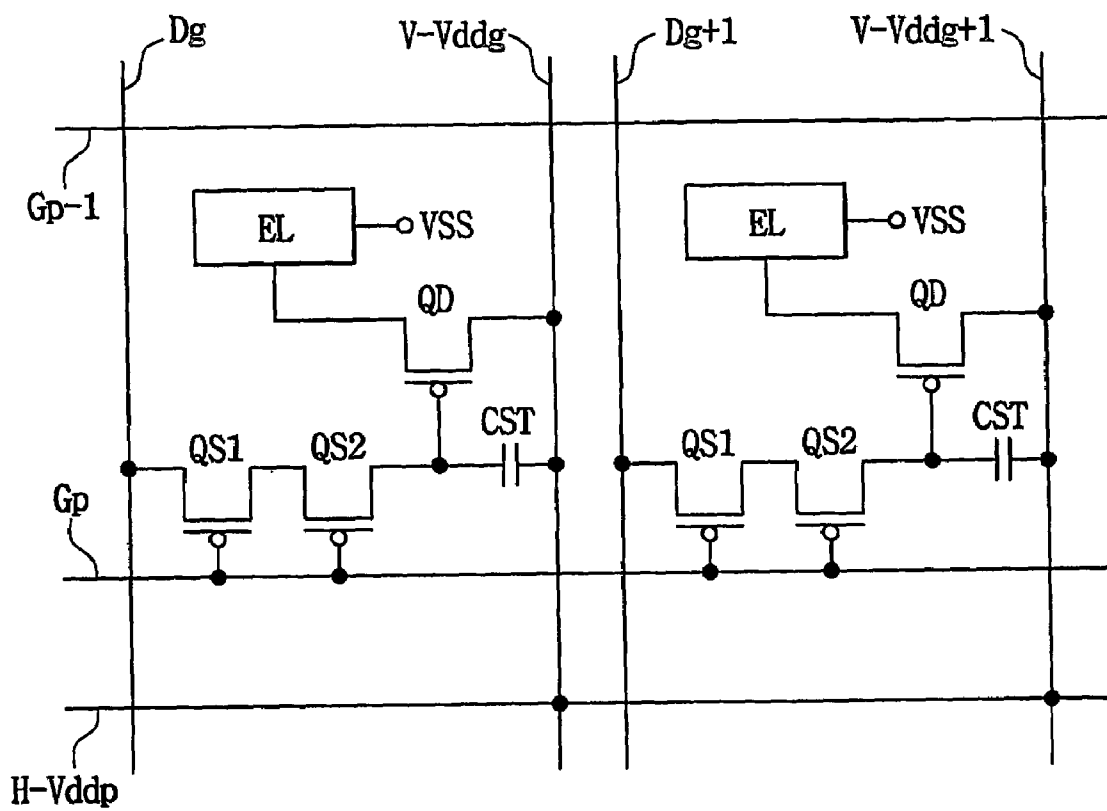 Dg
V-Vddg
Dg+1
V-Vddg+1
Gp-1
EL
VSS
EL
VSS
QD
QD
CST
CST
QS1
QS2
QS1
QS2
Gp
H-Vddp